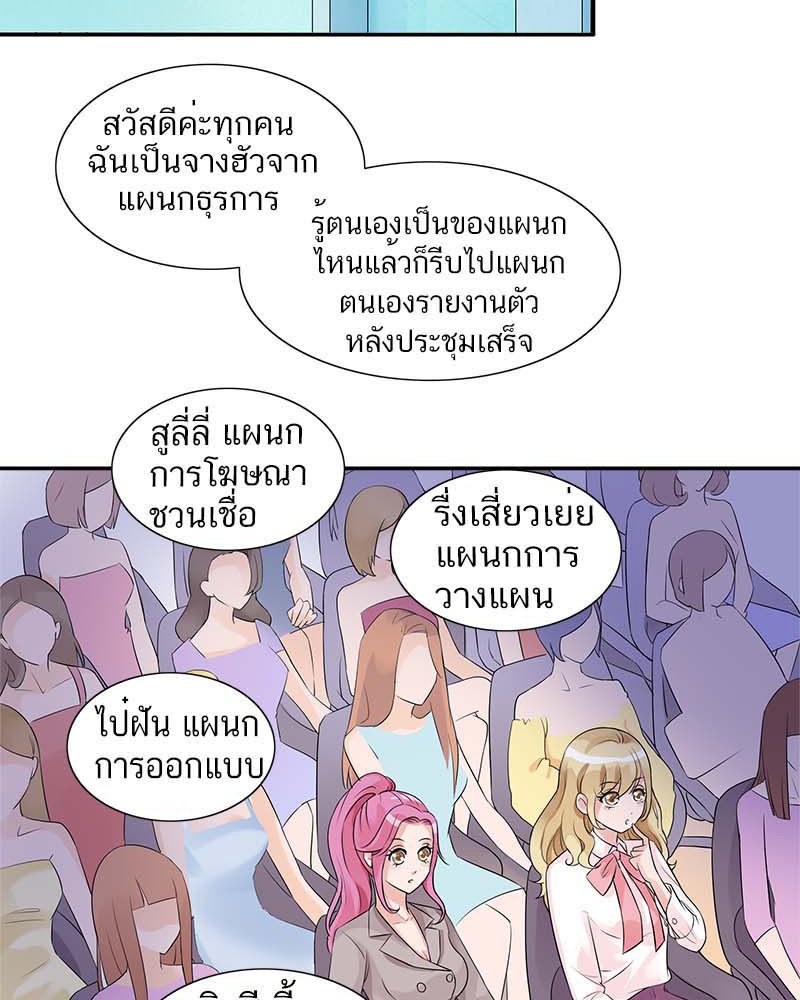 สวัสดีค่ะทุกคน
ฉันเป็นจางฮัวจาก
แผนกธุรการ
รู้ตนเองเป็นของแผนก
ไหนแล้วก็รีบไปแผนก
ตนเองรายงานตัว
หลังประชุมเสร็จ
สูลี่ลี่ แผนก
การโฆษณา
ชวนเชื่อ
รึ่งเสี่ยวเย่ย
แผนกการ
วางแผน
ไป๋ฝัน แผนก
การออกแบบ